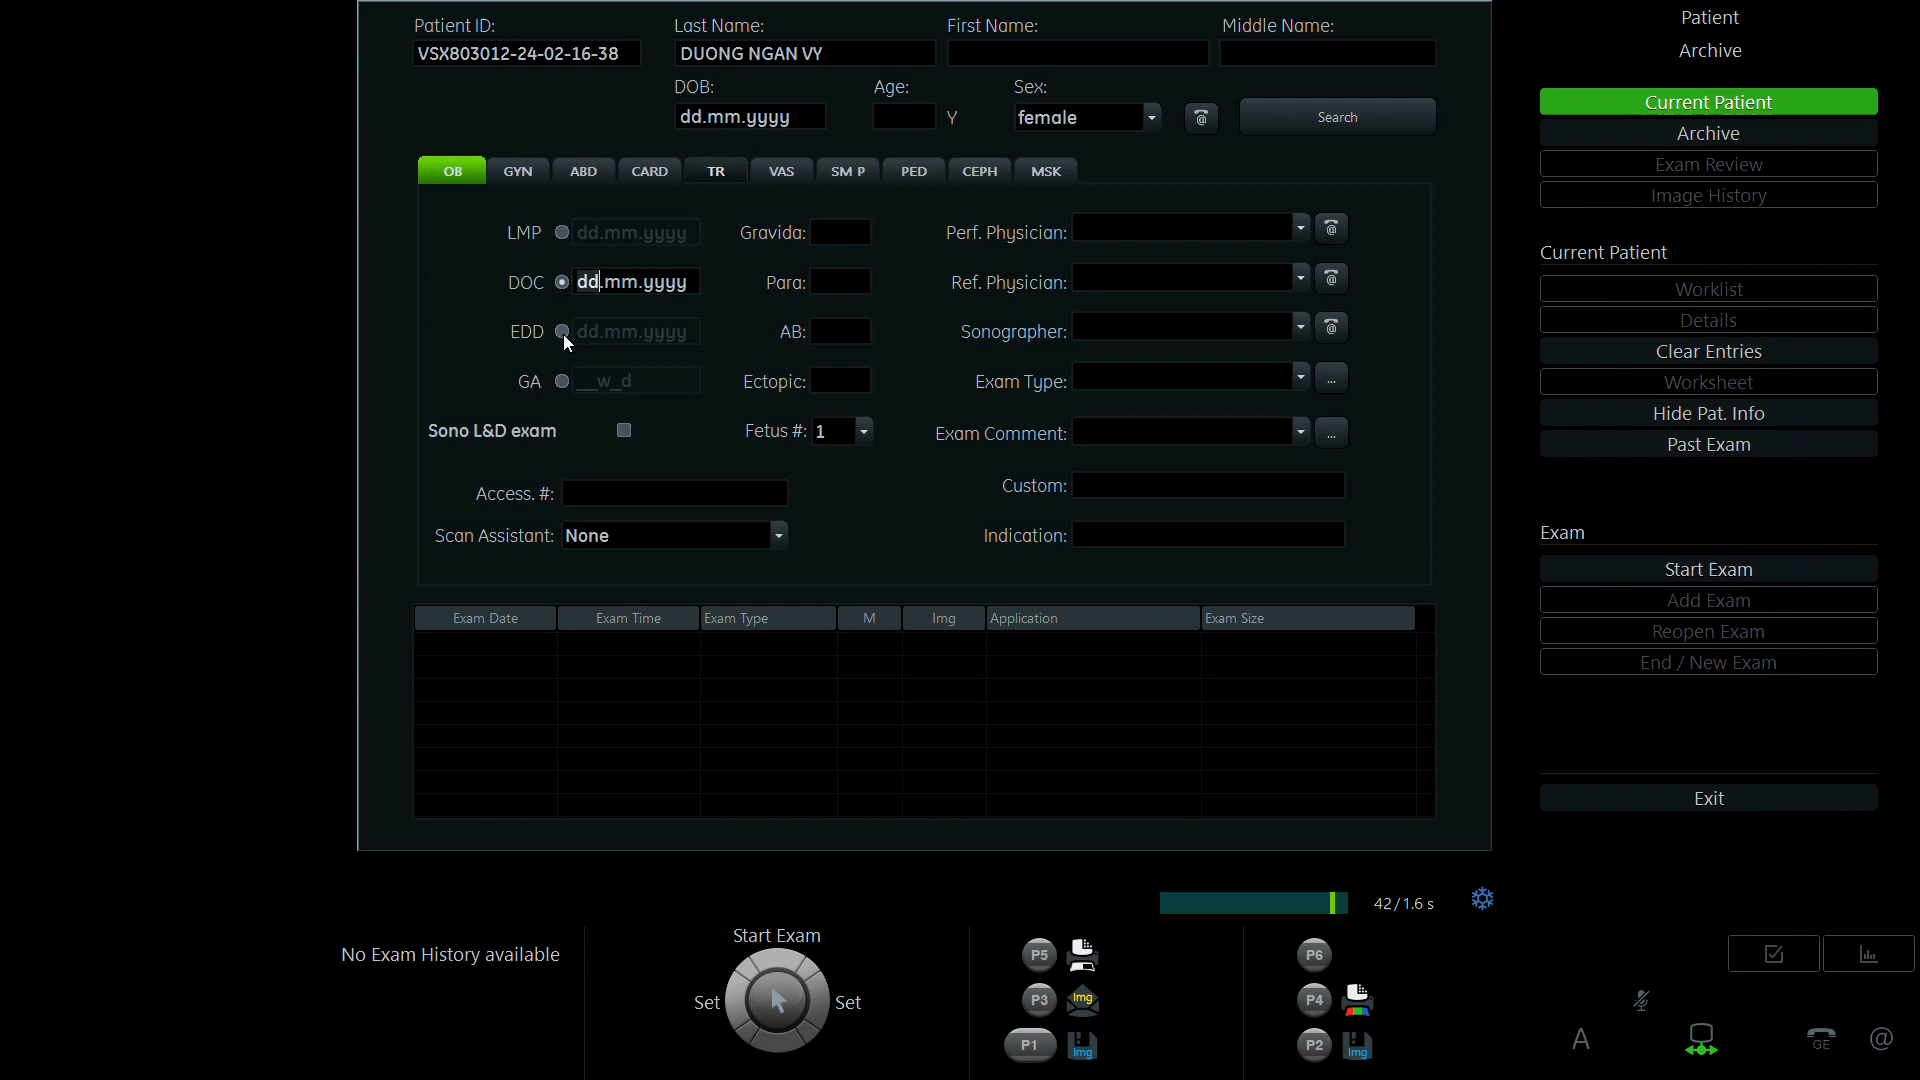 Patient ID: Last Name: First Name: Middle Name:
VSX803012-24-02-16-38 DUONG NGAN VY
DOB: Age: Sex:
dd.mm.yyyy Y female @ Search
OB GYN ABD CARD TR VAS SM P PED CEPH MSK
LMP dd.mm.yyyy Gravida: Perf. Physician: @
DOC dd.mm.yyyy Para: Ref. Physician: @
EDD dd.mm.yyyy AB: Sonographer: @
GA __w_d Ectopic: Exam Type: ...
Sono L&D exam Fetus #: 1 Exam Comment: ...
Access. #: Custom:
Scan Assistant: None Indication:
Exam Date Exam Time Exam Type M Img Application Exam Size
Patient
Archive
Current Patient
Archive
Exam Review
Image History
Current Patient
Worklist
Details
Clear Entries
Worksheet
Hide Pat. Info
Past Exam
Exam
Start Exam
Add Exam
Reopen Exam
End / New Exam
Exit
42/1.6 s
No Exam History available
Start Exam
Set Set
P5 P6
P3 Img P4
P1 Img P2 Img
A GE @